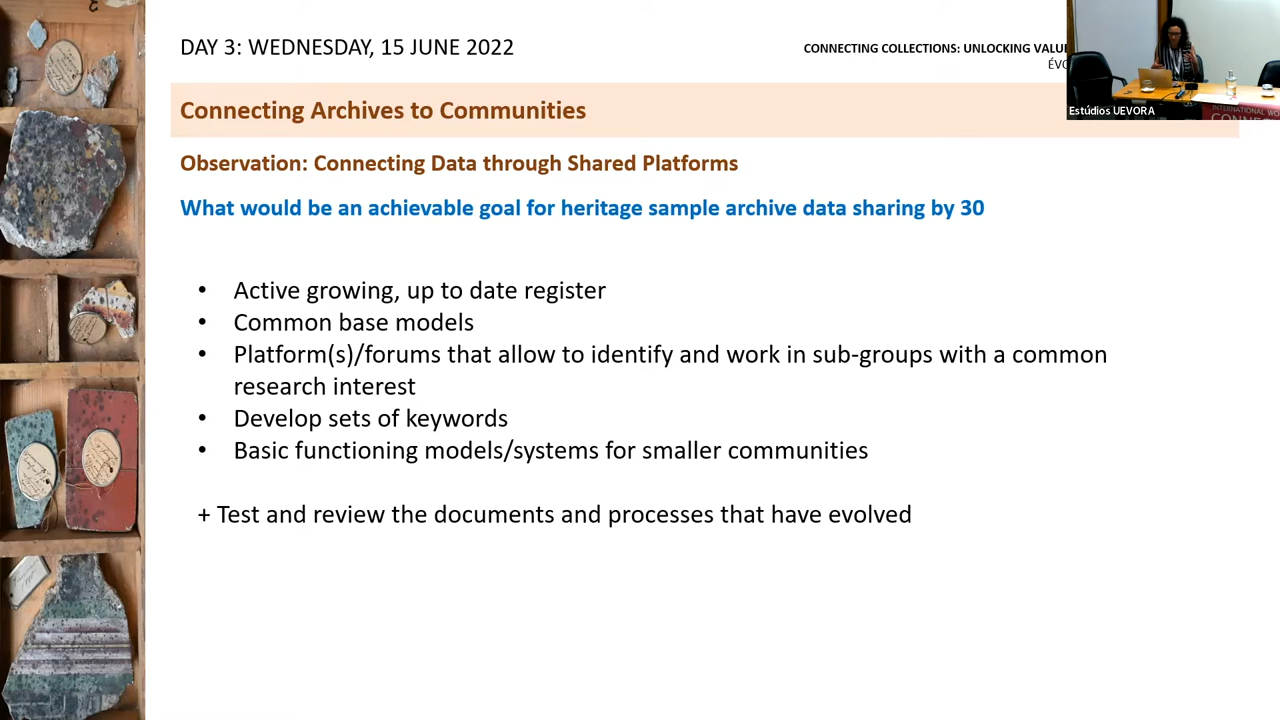 DAY 3: WEDNESDAY, 15 JUNE 2022
CONNECTING COLLECTIONS: UNLOCKING
Connecting Archives to Communities
Estúdios UEVORA
Observation: Connecting Data through Shared Platforms
What would be an achievable goal for heritage sample archive data sharing by 30
• Active growing, up to date register
• Common base models
• Platform(s)/forums that allow to identify and work in sub-groups with a common
research interest
• Develop sets of keywords
• Basic functioning models/systems for smaller communities
+ Test and review the documents and processes that have evolved